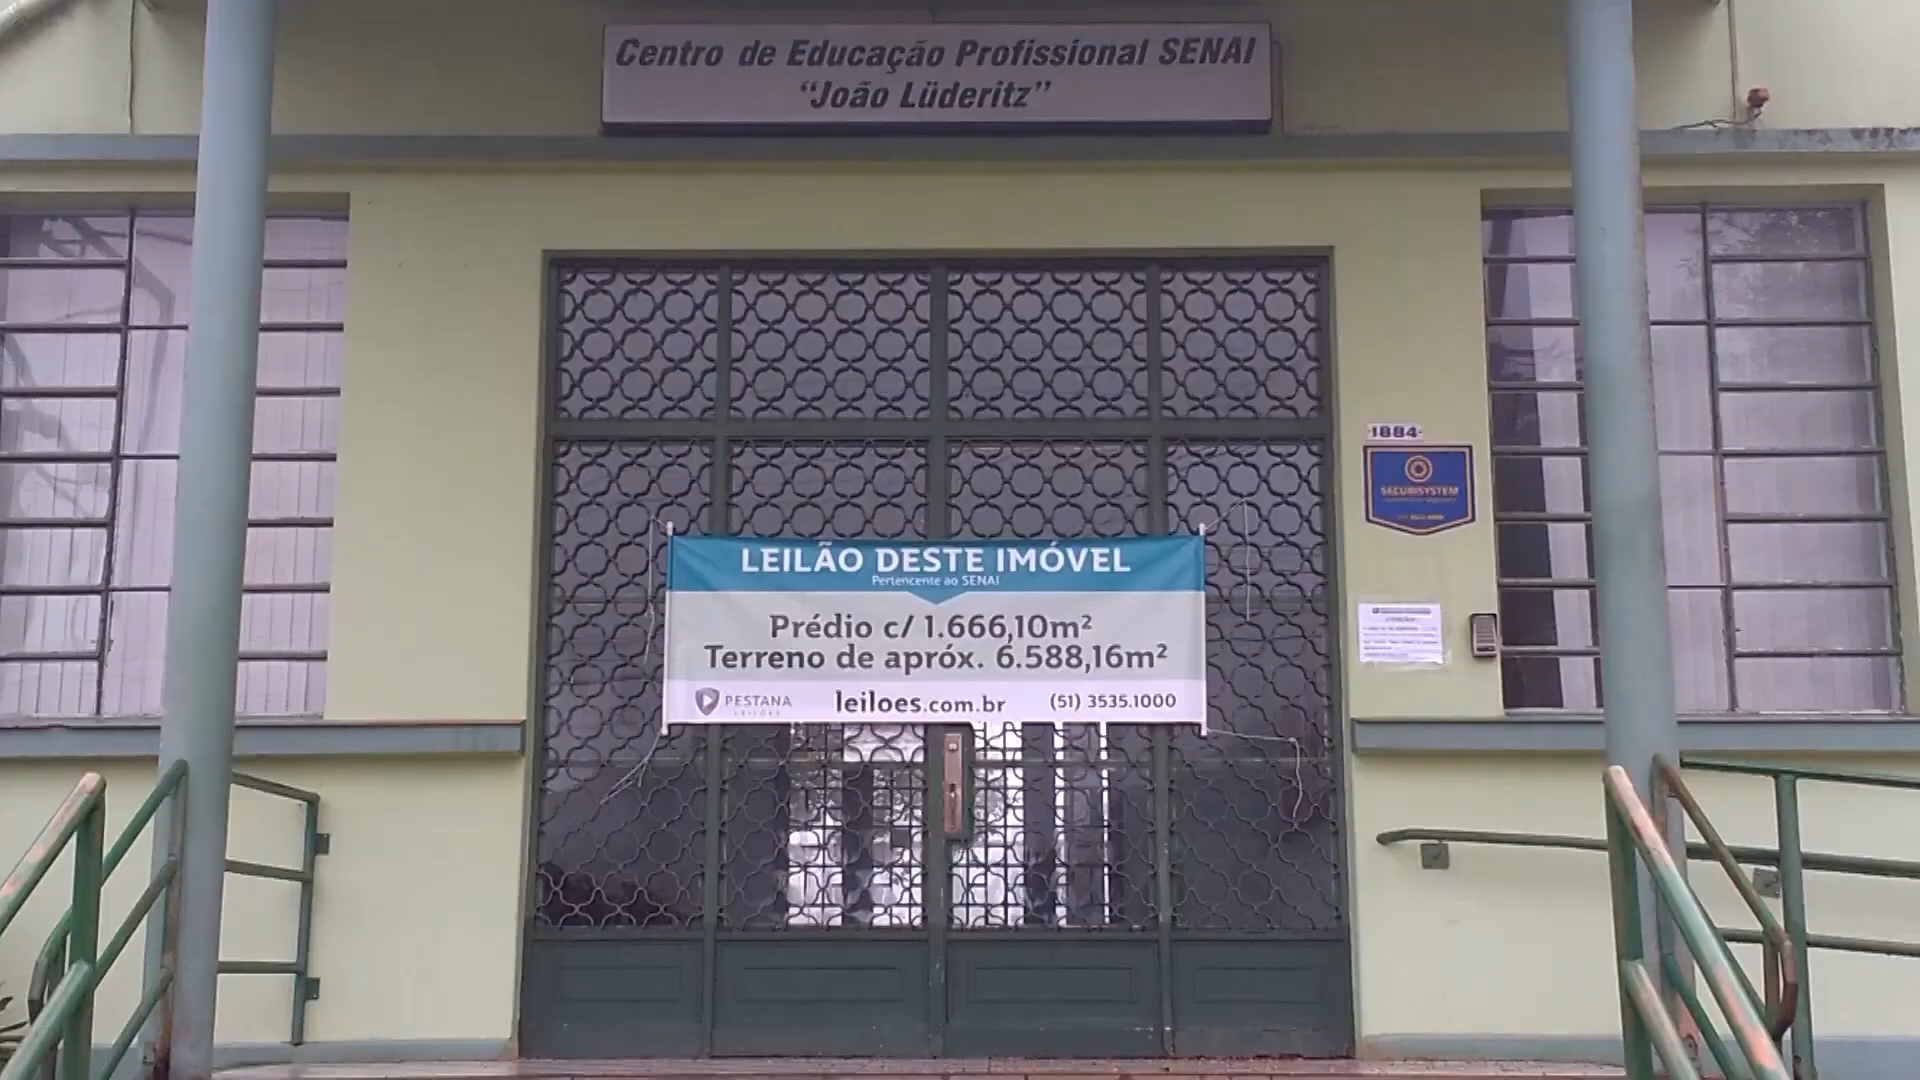 Centro de Educação Profissional SENAI
“João Lüderitz”
1884
SECURISYSTEM
LEILÃO DESTE IMÓVEL
Pertencente ao SENAI
Prédio c/ 1.666,10m²
Terreno de apróx. 6.588,16m²
PESTANA
LEILÕES
leiloes.com.br
(51) 3535.1000